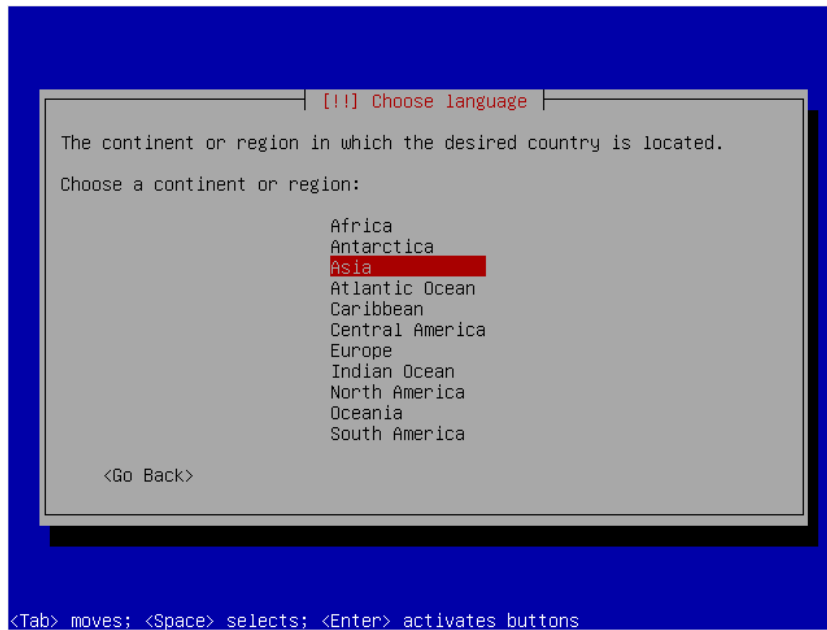 [!!] Choose language
The continent or region in which the desired country is located.
Choose a continent or region:
Africa
Antarctica
Asia
Atlantic Ocean
Caribbean
Central America
Europe
Indian Ocean
North America
Oceania
South America
<Go Back>
<Tab> moves; <Space> selects; <Enter> activates buttons